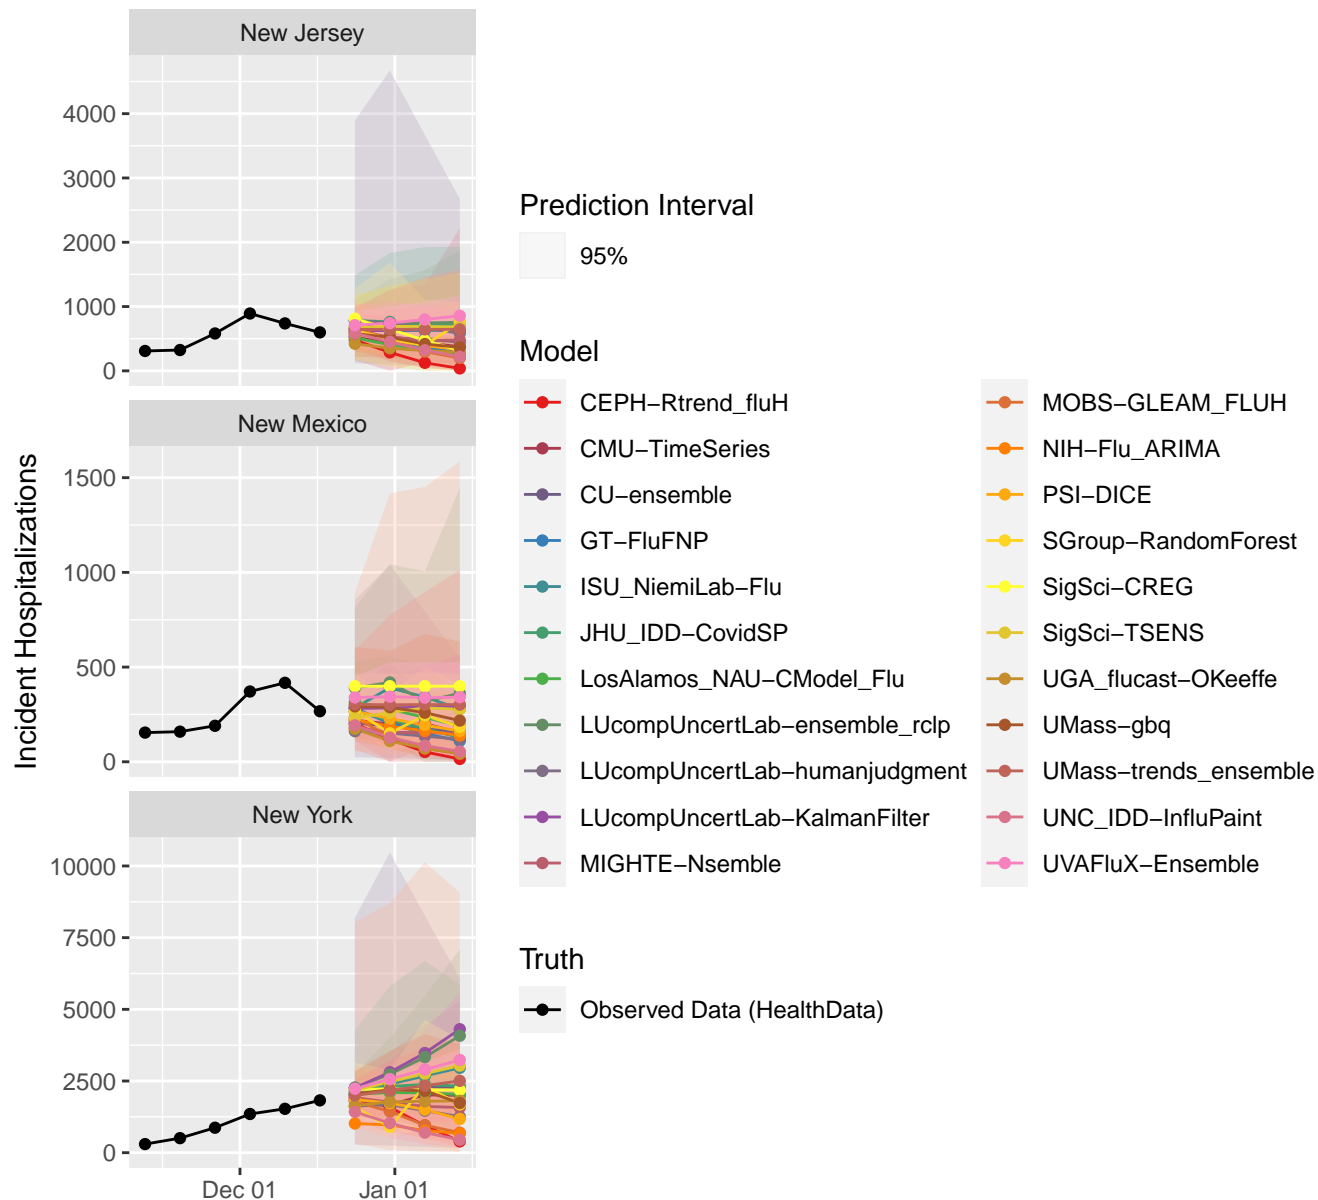 New Jersey
4000
3000
2000
1000
0
New Mexico
1500
1000
500
0
New York
10000
7500
5000
2500
0
Dec 01
Jan 01
Incident Hospitalizations
Prediction Interval
95%
Model
CEPH−Rtrend_fluH
CMU−TimeSeries
CU−ensemble
GT−FluFNP
ISU_NiemiLab−Flu
JHU_IDD−CovidSP
LosAlamos_NAU−CModel_Flu
LUcompUncertLab−ensemble_rclp
LUcompUncertLab−humanjudgment
LUcompUncertLab−KalmanFilter
MIGHTE−Nsemble
MOBS−GLEAM_FLUH
NIH−Flu_ARIMA
PSI−DICE
SGroup−RandomForest
SigSci−CREG
SigSci−TSENS
UGA_flucast−OKeeffe
UMass−gbq
UMass−trends_ensemble
UNC_IDD−InfluPaint
UVAFluX−Ensemble
Truth
Observed Data (HealthData)